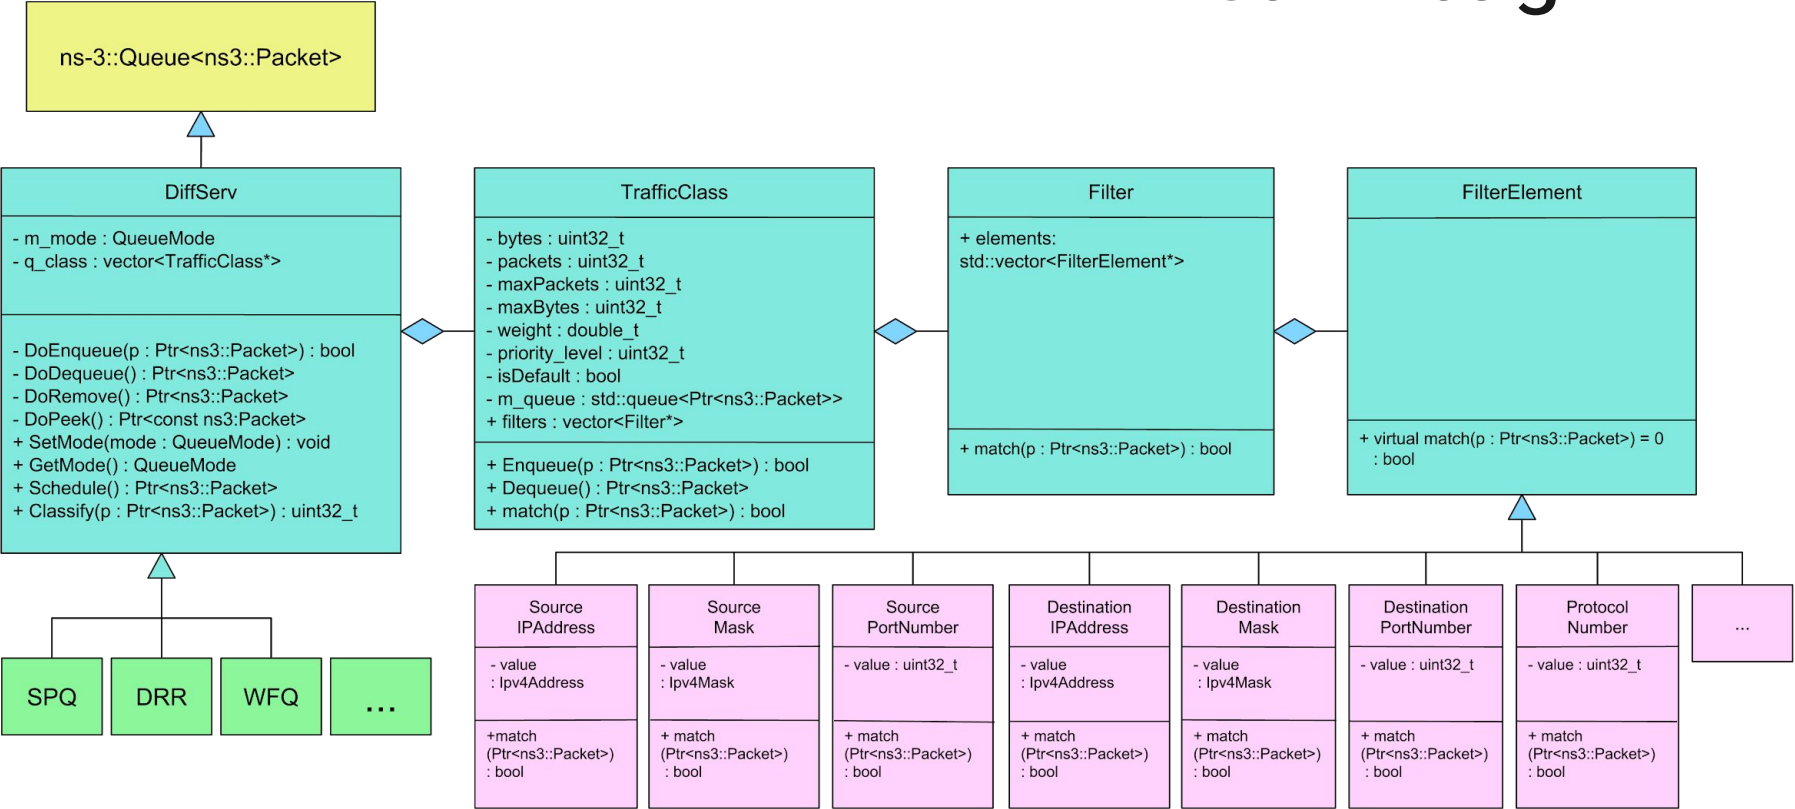 ns-3::Queue<ns3::Packet>
DiffServ
- m_mode : QueueMode
- q_class : vector<TrafficClass*>
- DoEnqueue(p : Ptr<ns3::Packet>) : bool
- DoDequeue() : Ptr<ns3::Packet>
- DoRemove() : Ptr<ns3::Packet>
- DoPeek() : Ptr<const ns3:Packet>
+ SetMode(mode : QueueMode) : void
+ GetMode() : QueueMode
+ Schedule() : Ptr<ns3::Packet>
+ Classify(p : Ptr<ns3::Packet>) : uint32_t
TrafficClass
- bytes : uint32_t
- packets : uint32_t
- maxPackets : uint32_t
- maxBytes : uint32_t
- weight : double_t
- priority_level : uint32_t
- isDefault : bool
- m_queue : std::queue<Ptr<ns3::Packet>>
+ filters : vector<Filter*>
+ Enqueue(p : Ptr<ns3::Packet>) : bool
+ Dequeue() : Ptr<ns3::Packet>
+ match(p : Ptr<ns3::Packet>) : bool
Filter
+ elements:
std::vector<FilterElement*>
+ match(p : Ptr<ns3::Packet>) : bool
FilterElement
+ virtual match(p : Ptr<ns3::Packet>) = 0
: bool
SPQ
DRR
WFQ
...
Source
IPAddress
- value
: Ipv4Address
+match
(Ptr<ns3::Packet>)
: bool
Source
Mask
- value
: Ipv4Mask
+ match
(Ptr<ns3::Packet>)
: bool
Source
PortNumber
- value : uint32_t
+ match
(Ptr<ns3::Packet>)
: bool
Destination
IPAddress
- value
: Ipv4Address
+ match
(Ptr<ns3::Packet>)
: bool
Destination
Mask
- value
: Ipv4Mask
+ match
(Ptr<ns3::Packet>)
: bool
Destination
PortNumber
- value : uint32_t
+ match
(Ptr<ns3::Packet>)
: bool
Protocol
Number
- value : uint32_t
+ match
(Ptr<ns3::Packet>)
: bool
...